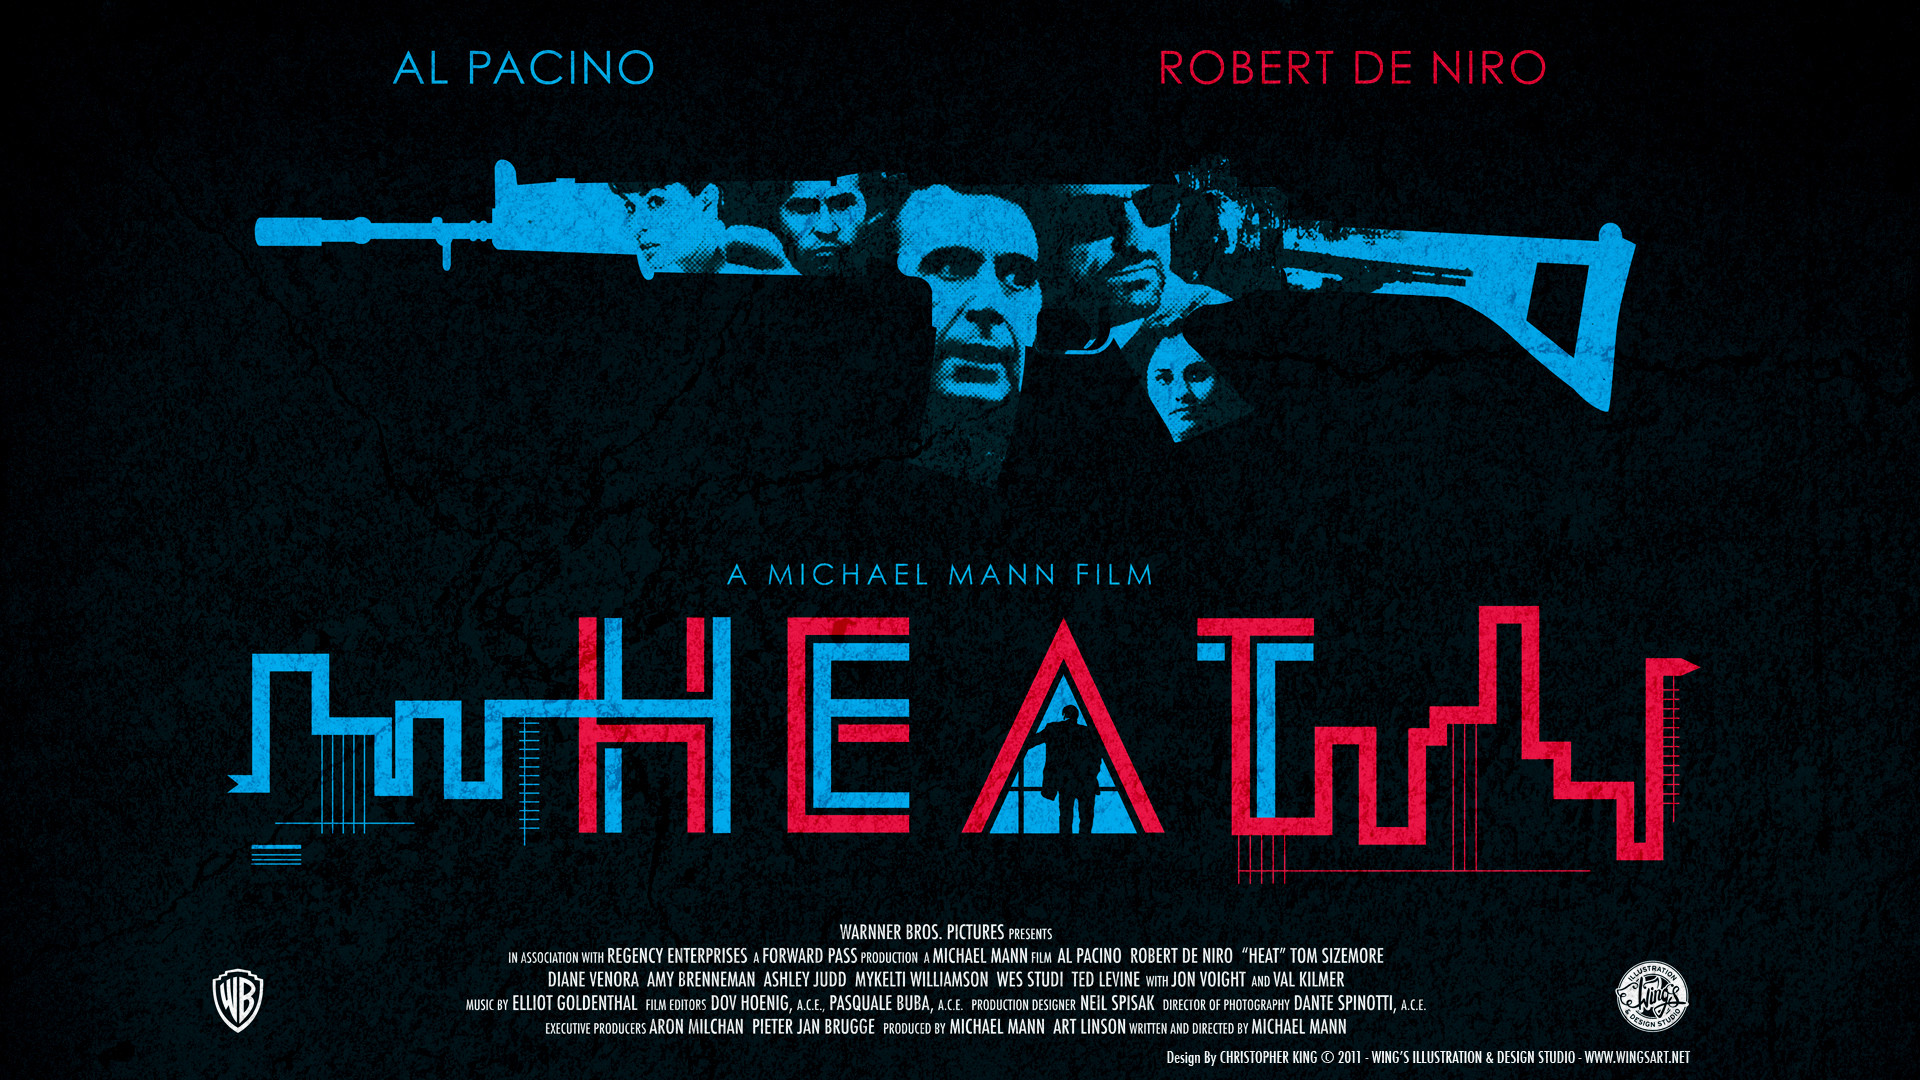 AL PACINO
ROBERT DE NIRO
A MICHAEL MANN FILM
HEAT
WARNNER BROS. PICTURES PRESENTS
IN ASSOCIATION WITH REGENCY ENTERPRISES A FORWARD PASS PRODUCTION A MICHAEL MANN FILM AL PACINO ROBERT DE NIRO “HEAT” TOM SIZEMORE
DIANE VENORA AMY BRENNEMAN ASHLEY JUDD MYKELTI WILLIAMSON WES STUDI TED LEVINE WITH JON VOIGHT AND VAL KILMER
MUSIC BY ELLIOT GOLDENTHAL FILM EDITORS DOV HOENIG, A.C.E., PASQUALE BUBA, A.C.E. PRODUCTION DESIGNER NEIL SPISAK DIRECTOR OF PHOTOGRAPHY DANTE SPINOTTI, A.C.E.
EXECUTIVE PRODUCERS ARON MILCHAN PIETER JAN BRUGGE PRODUCED BY MICHAEL MANN ART LINSON WRITTEN AND DIRECTED BY MICHAEL MANN
WB
ILLUSTRATION
Wing's
& DESIGN STUDIO
Design By CHRISTOPHER KING © 2011 - WING'S ILLUSTRATION & DESIGN STUDIO - WWW.WINGSART.NET